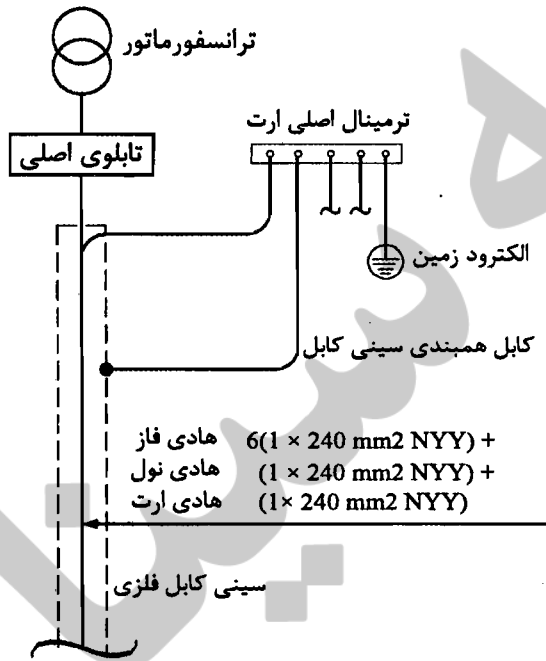 ترانسفورماتور
ترمینال اصلی ارت
تابلوی اصلی
الکترود زمین
کابل همبندی سینی کابل
هادی فاز 6(1 × 240 mm2 NYY) +
هادی نول (1 × 240 mm2 NYY) +
هادی ارت (1× 240 mm2 NYY)
سینی کابل فلزی